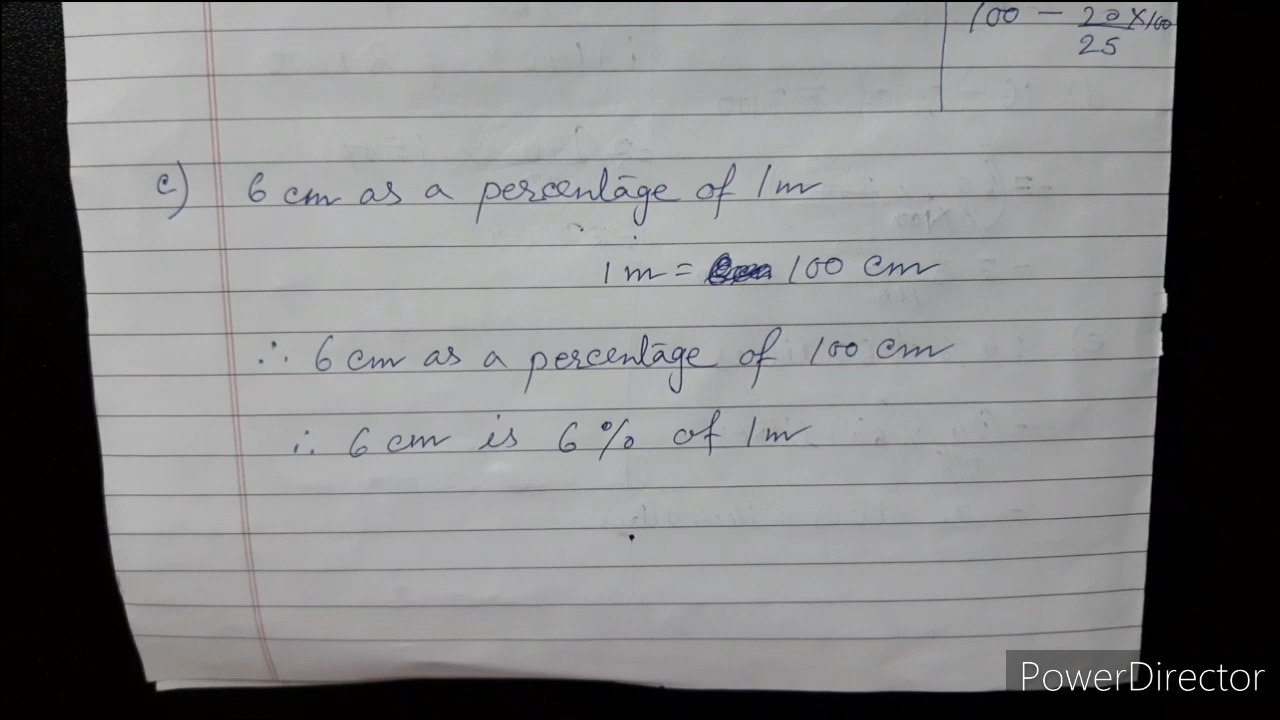 100 - 20 x 100
25
c) 6 cm as a percentage of 1m
1 m = 100 cm
∴ 6 cm as a percentage of 100 cm
∴ 6 cm is 6% of 1m
PowerDirector